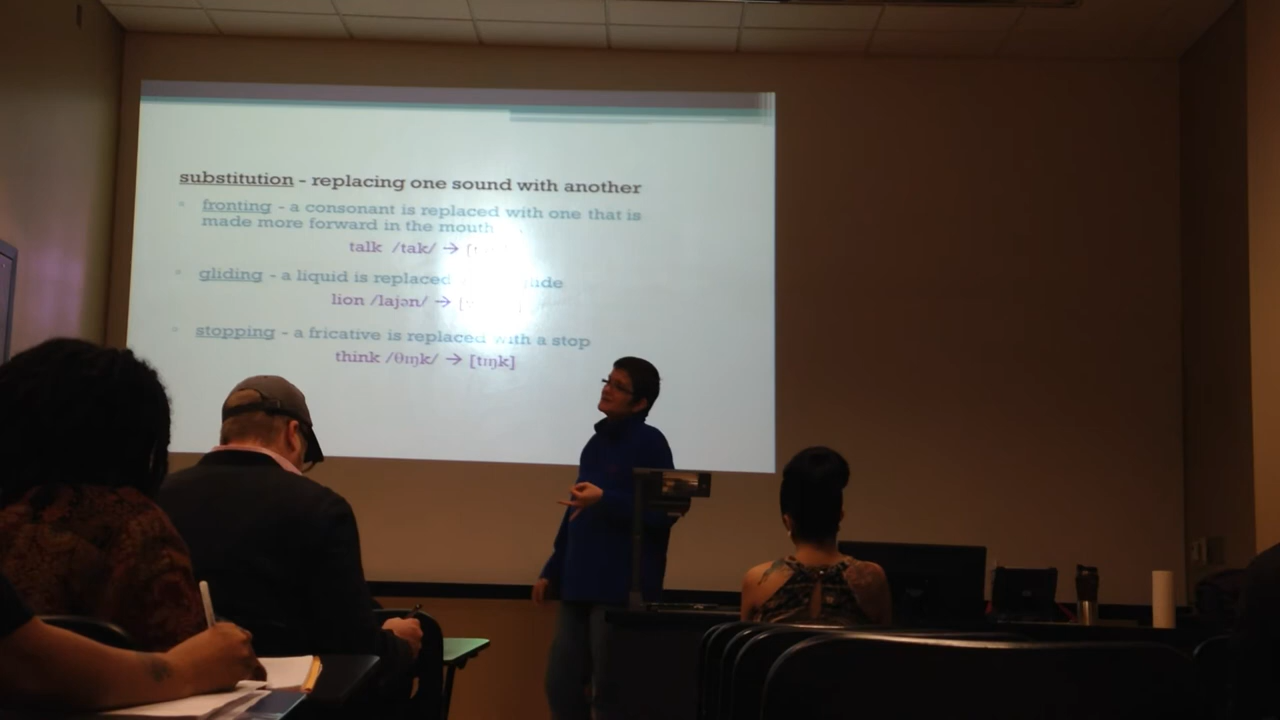 substitution - replacing one sound with another
fronting - a consonant is replaced with one that is
made more forward in the mouth
talk /tak/ → [t
gliding - a liquid is replaced
lion /lajən/ → [
stopping - a fricative is replaced with a stop
think /θɪŋk/ → [tɪŋk]